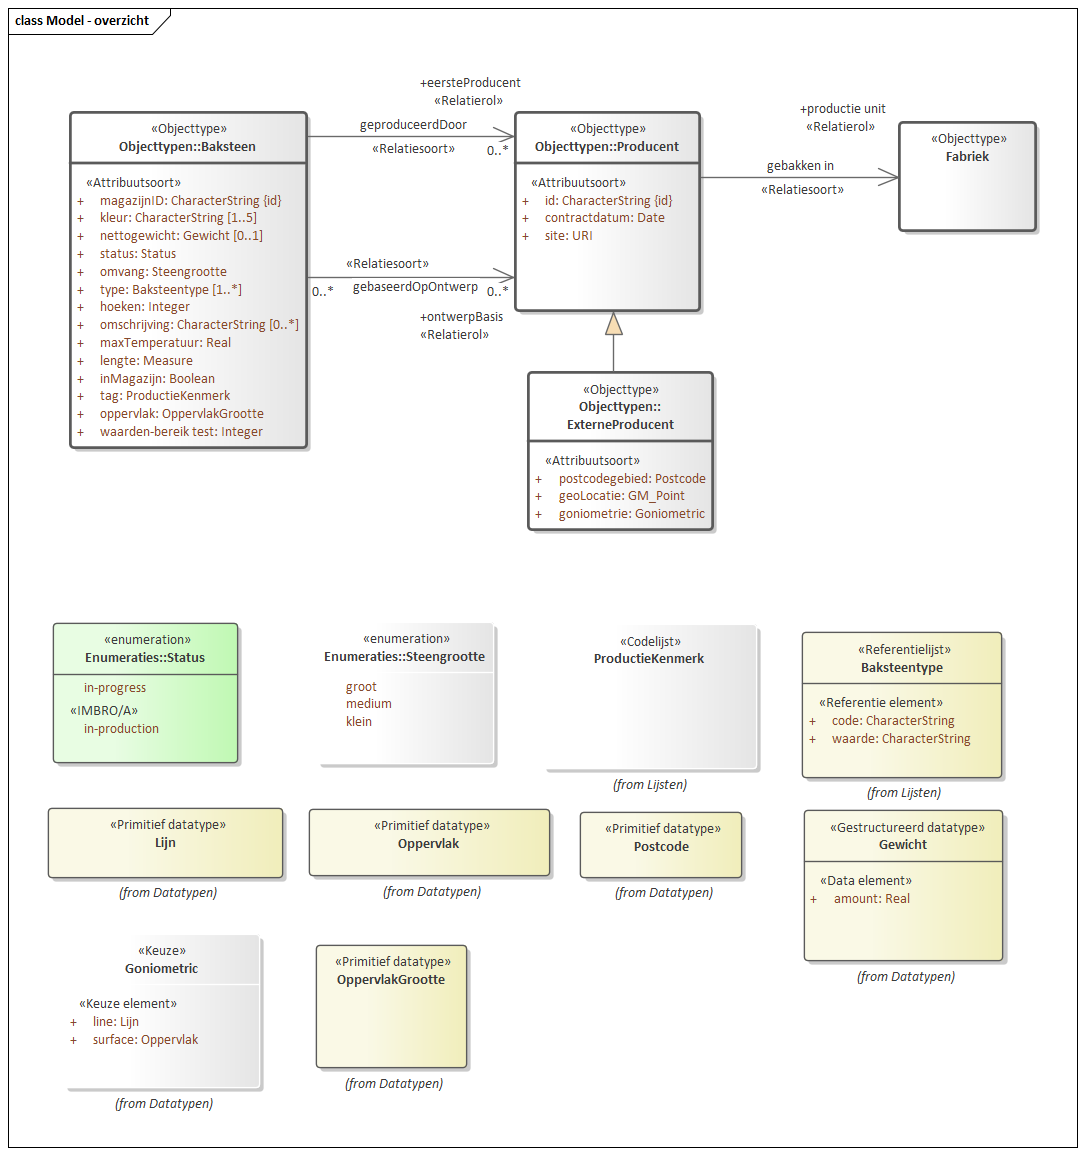 class Model - overzicht
+eersteProducent
«Relatierol»
geproduceerdDoor
«Relatiesoort»
0..*
+productie unit
«Relatierol»
gebakken in
«Relatiesoort»
«Objecttype»
Objecttypen::Baksteen
«Attribuutsoort»
+ magazijnID: CharacterString {id}
+ kleur: CharacterString [1..5]
+ nettogewicht: Gewicht [0..1]
+ status: Status
+ omvang: Steengrootte
+ type: Baksteentype [1..*]
+ hoeken: Integer
+ omschrijving: CharacterString [0..*]
+ maxTemperatuur: Real
+ lengte: Measure
+ inMagazijn: Boolean
+ tag: ProductieKenmerk
+ oppervlak: OppervlakGrootte
+ waarden-bereik test: Integer
«Objecttype»
Objecttypen::Producent
«Attribuutsoort»
+ id: CharacterString {id}
+ contractdatum: Date
+ site: URI
«Objecttype»
Fabriek
«Relatiesoort»
0..*
gebaseerdOpOntwerp
0..*
+ontwerpBasis
«Relatierol»
«Objecttype»
Objecttypen::
ExterneProducent
«Attribuutsoort»
+ postcodegebied: Postcode
+ geoLocatie: GM_Point
+ goniometrie: Goniometric
«enumeration»
Enumeraties::Status
in-progress
«IMBRO/A»
in-production
«enumeration»
Enumeraties::Steengrootte
groot
medium
klein
«Codelijst»
ProductieKenmerk
(from Lijsten)
«Referentielijst»
Baksteentype
«Referentie element»
+ code: CharacterString
+ waarde: CharacterString
(from Lijsten)
«Primitief datatype»
Lijn
(from Datatypen)
«Primitief datatype»
Oppervlak
(from Datatypen)
«Primitief datatype»
Postcode
(from Datatypen)
«Gestructureerd datatype»
Gewicht
«Data element»
+ amount: Real
(from Datatypen)
«Keuze»
Goniometric
«Keuze element»
+ line: Lijn
+ surface: Oppervlak
(from Datatypen)
«Primitief datatype»
OppervlakGrootte
(from Datatypen)